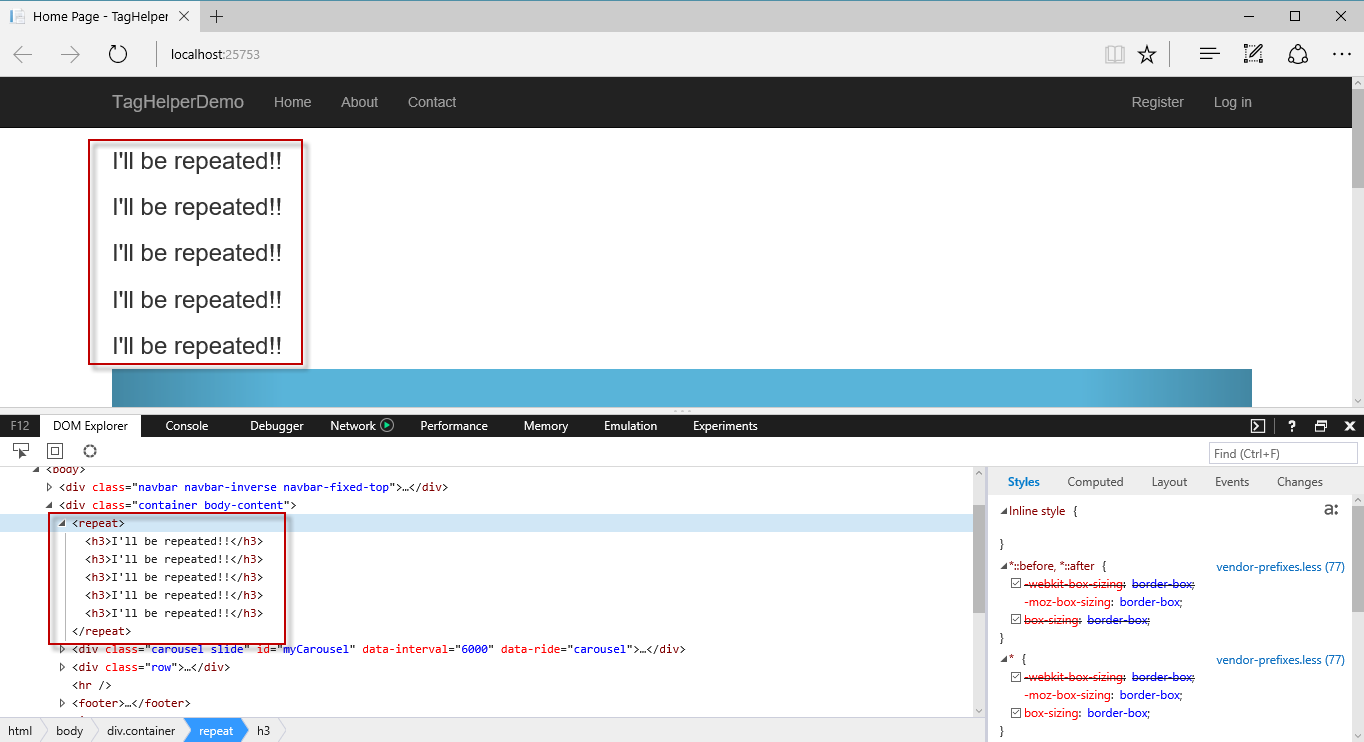 Home Page - TagHelper
localhost:25753
TagHelperDemo Home About Contact Register Log in
I'll be repeated!!
I'll be repeated!!
I'll be repeated!!
I'll be repeated!!
I'll be repeated!!
F12 DOM Explorer Console Debugger Network Performance Memory Emulation Experiments ?
Find (Ctrl+F)
<body>
<div class="navbar navbar-inverse navbar-fixed-top">…</div>
<div class="container body-content">
<repeat>
<h3>I'll be repeated!!</h3>
<h3>I'll be repeated!!</h3>
<h3>I'll be repeated!!</h3>
<h3>I'll be repeated!!</h3>
<h3>I'll be repeated!!</h3>
</repeat>
<div class="carousel slide" id="myCarousel" data-interval="6000" data-ride="carousel">…</div>
<div class="row">…</div>
<hr />
<footer>…</footer>
html body div.container repeat h3
Styles Computed Layout Events Changes
Inline style { a:
}
*::before, *::after { vendor-prefixes.less (77)
-webkit-box-sizing: border-box;
-moz-box-sizing: border-box;
box-sizing: border-box;
}
* { vendor-prefixes.less (77)
-webkit-box-sizing: border-box;
-moz-box-sizing: border-box;
box-sizing: border-box;
}